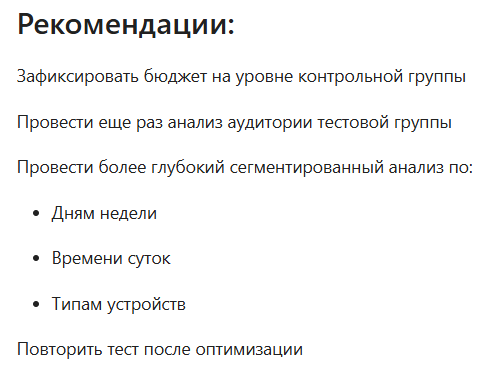 Рекомендации:
Зафиксировать бюджет на уровне контрольной группы
Провести еще раз анализ аудитории тестовой группы
Провести более глубокий сегментированный анализ по:
• Дням недели
• Времени суток
• Типам устройств
Повторить тест после оптимизации